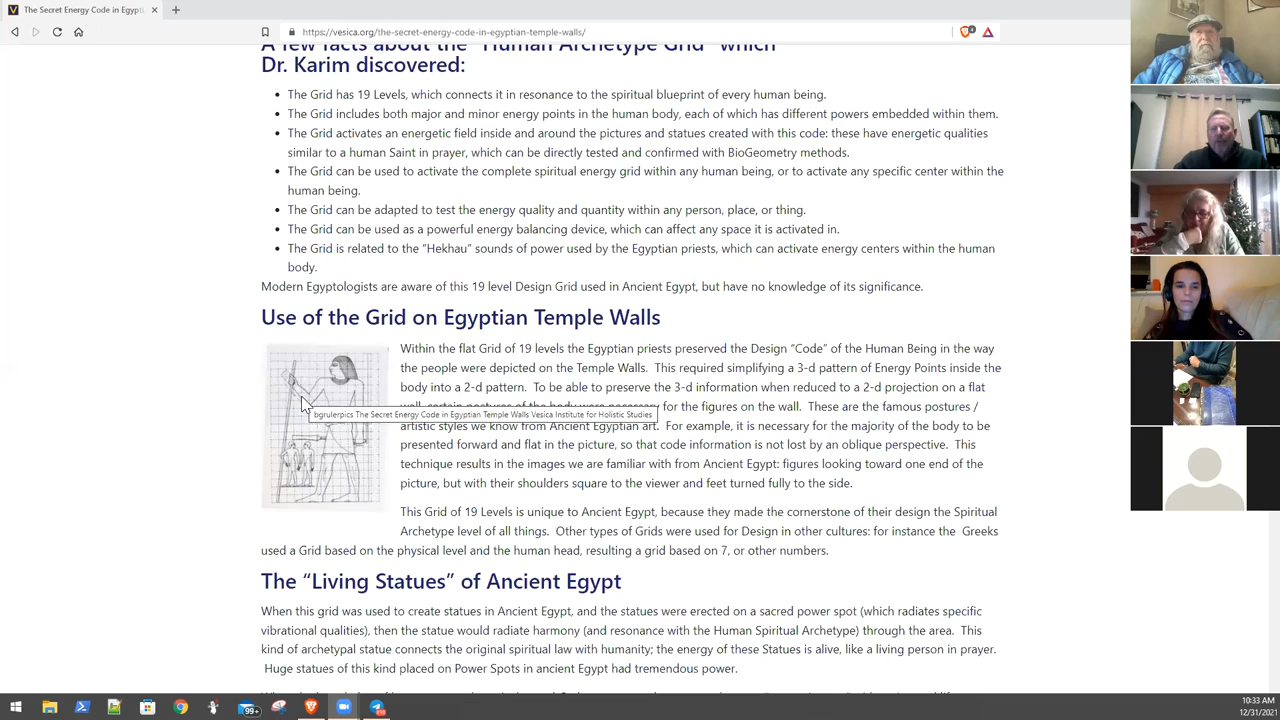 The Secret Energy Code in Egypti
https://vesica.org/the-secret-energy-code-in-egyptian-temple-walls/
A few facts about the "Human Archetype Grid" which
Dr. Karim discovered:
The Grid has 19 Levels, which connects it in resonance to the spiritual blueprint of every human being.
The Grid includes both major and minor energy points in the human body, each of which has different powers embedded within them.
The Grid activates an energetic field inside and around the pictures and statues created with this code: these have energetic qualities
similar to a human Saint in prayer, which can be directly tested and confirmed with BioGeometry methods.
The Grid can be used to activate the complete spiritual energy grid within any human being, or to activate any specific center within the
human being.
The Grid can be adapted to test the energy quality and quantity within any person, place, or thing.
The Grid can be used as a powerful energy balancing device, which can affect any space it is activated in.
The Grid is related to the “Hekhau” sounds of power used by the Egyptian priests, which can activate energy centers within the human
body.
Modern Egyptologists are aware of this 19 level Design Grid used in Ancient Egypt, but have no knowledge of its significance.
Use of the Grid on Egyptian Temple Walls
Within the flat Grid of 19 levels the Egyptian priests preserved the Design “Code” of the Human Being in the way
the people were depicted on the Temple Walls. This required simplifying a 3-d pattern of Energy Points inside the
body into a 2-d pattern. To be able to preserve the 3-d information when reduced to a 2-d projection on a flat
wall, certain postures of the body were necessary for the figures on the wall. These are the famous postures /
bgrulerpics The Secret Energy Code in Egyptian Temple Walls Vesica Institute for Holistic Studies
artistic styles we know from Ancient Egyptian art. For example, it is necessary for the majority of the body to be
presented forward and flat in the picture, so that code information is not lost by an oblique perspective. This
technique results in the images we are familiar with from Ancient Egypt: figures looking toward one end of the
picture, but with their shoulders square to the viewer and feet turned fully to the side.
This Grid of 19 Levels is unique to Ancient Egypt, because they made the cornerstone of their design the Spiritual
Archetype level of all things. Other types of Grids were used for Design in other cultures: for instance the Greeks
used a Grid based on the physical level and the human head, resulting a grid based on 7, or other numbers.
The “Living Statues” of Ancient Egypt
When this grid was used to create statues in Ancient Egypt, and the statues were erected on a sacred power spot (which radiates specific
vibrational qualities), then the statue would radiate harmony (and resonance with the Human Spiritual Archetype) through the area. This
kind of archetypal statue connects the original spiritual law with humanity; the energy of these Statues is alive, like a living person in prayer.
Huge statues of this kind placed on Power Spots in ancient Egypt had tremendous power.
99+
10:33 AM
12/31/2021